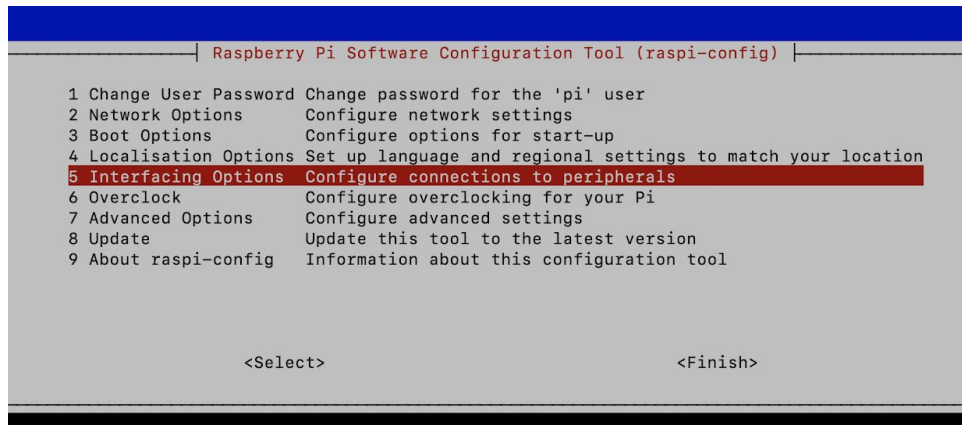 Raspberry Pi Software Configuration Tool (raspi-config)
1 Change User Password Change password for the 'pi' user
2 Network Options Configure network settings
3 Boot Options Configure options for start-up
4 Localisation Options Set up language and regional settings to match your location
5 Interfacing Options Configure connections to peripherals
6 Overclock Configure overclocking for your Pi
7 Advanced Options Configure advanced settings
8 Update Update this tool to the latest version
9 About raspi-config Information about this configuration tool
<Select> <Finish>